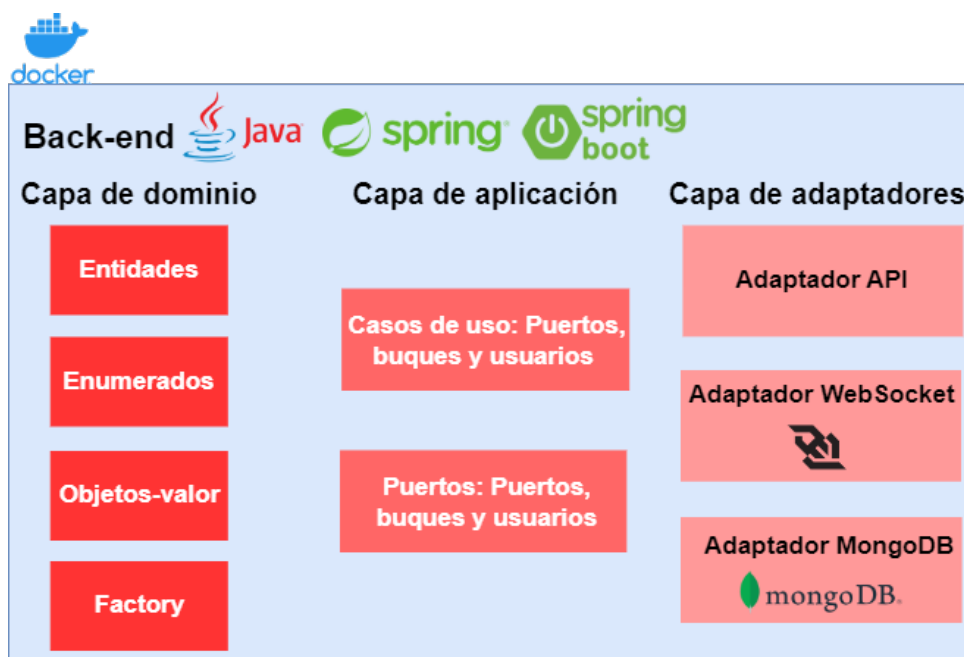 docker
Back-end Java spring spring boot
Capa de dominio
Entidades
Enumerados
Objetos-valor
Factory
Capa de aplicación
Casos de uso: Puertos,
buques y usuarios
Puertos: Puertos,
buques y usuarios
Capa de adaptadores
Adaptador API
Adaptador WebSocket
Adaptador MongoDB
mongoDB.